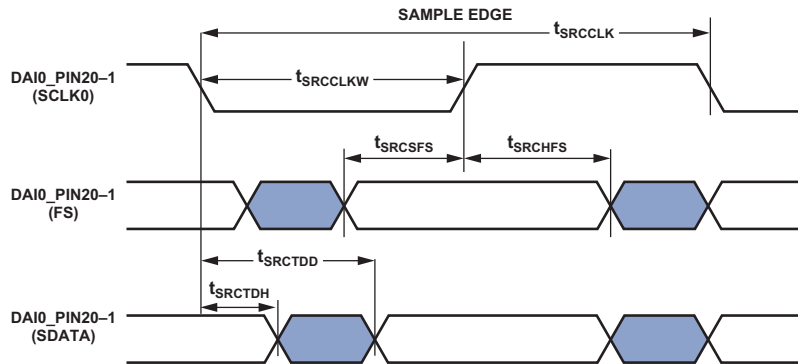 SAMPLE EDGE
tSRCCLK
DAI0_PIN20–1
(SCLK0)
tSRCCLKW
tSRCSFS
tSRCHFS
DAI0_PIN20–1
(FS)
tSRCTDD
tSRCTDH
DAI0_PIN20–1
(SDATA)